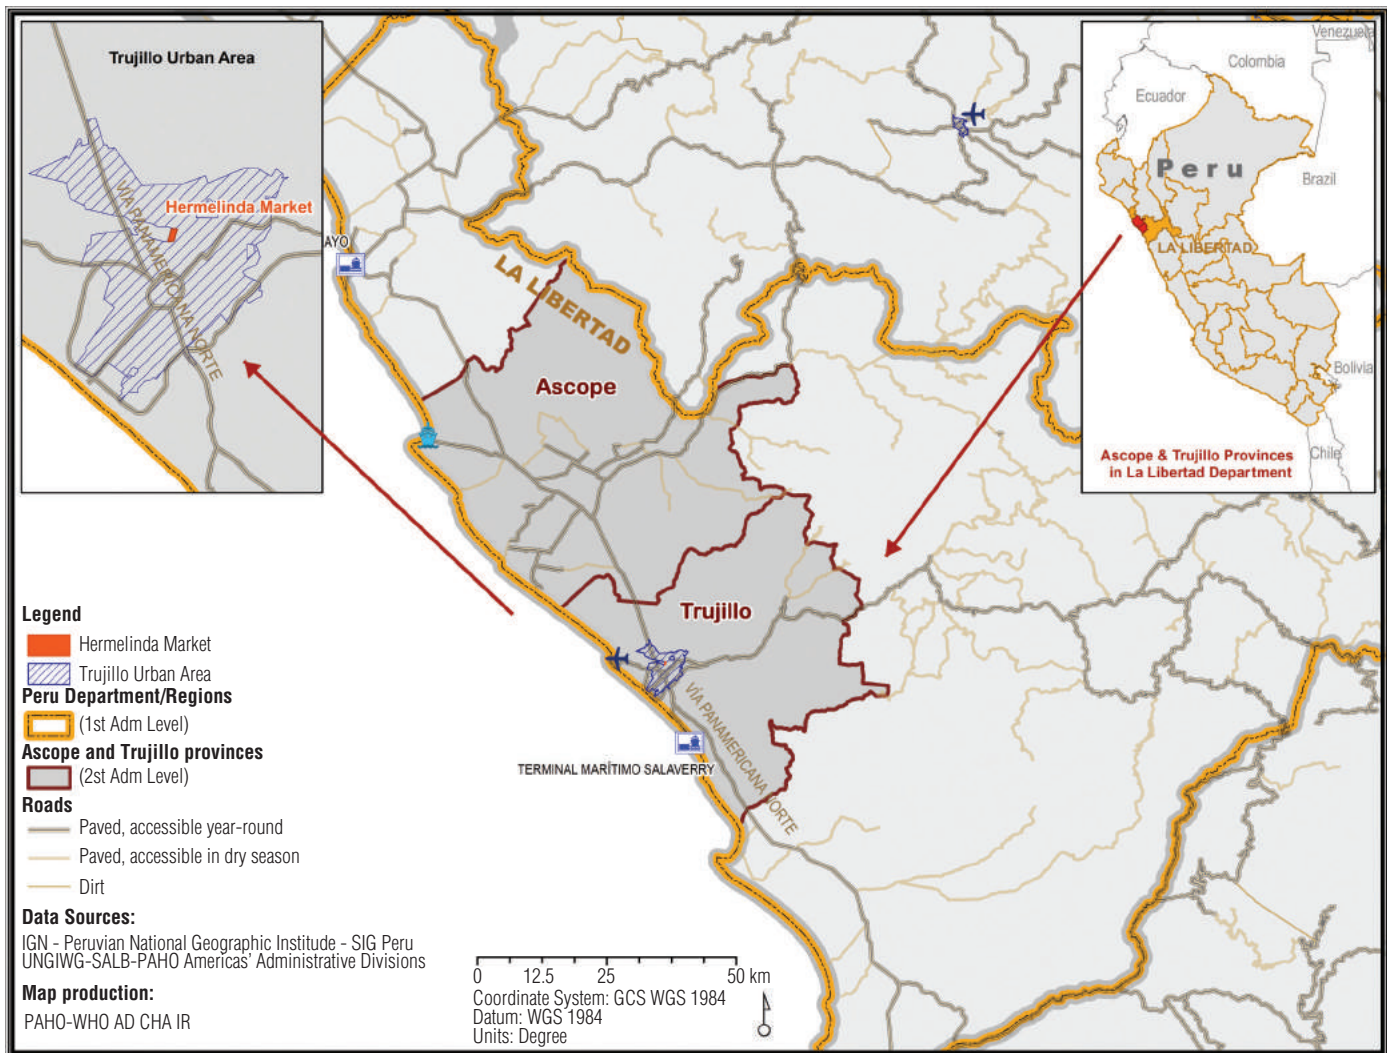 Trujillo Urban Area
VÍA PANAMERICANA NORTE
Hermelinda Market
AYO
LA LIBERTAD
Ascope
Trujillo
VÍA PANAMERICANA NORTE
TERMINAL MARÍTIMO SALAVERRY
Venezuela
Colombia
Ecuador
Peru
Brazil
LA LIBERTAD
Bolivia
Chile
Ascope & Trujillo Provinces
in La Libertad Department
Legend
Hermelinda Market
Trujillo Urban Area
Peru Department/Regions
(1st Adm Level)
Ascope and Trujillo provinces
(2st Adm Level)
Roads
Paved, accessible year-round
Paved, accessible in dry season
Dirt
Data Sources:
IGN - Peruvian National Geographic Institude - SIG Peru
UNGIWG-SALB-PAHO Americas' Administrative Divisions
Map production:
PAHO-WHO AD CHA IR
0 12.5 25 50 km
Coordinate System: GCS WGS 1984
Datum: WGS 1984
Units: Degree